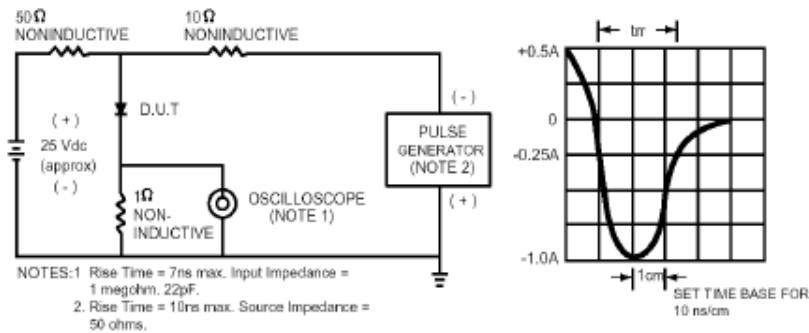 50Ω
NONINDUCTIVE
10Ω
NONINDUCTIVE
D.U.T
(+)
25 Vdc
(approx)
(-)
1Ω
NON-
INDUCTIVE
OSCILLOSCOPE
(NOTE 1)
(-)
PULSE
GENERATOR
(NOTE 2)
(+)
NOTES:1 Rise Time = 7ns max. Input Impedance =
1 megohm. 22pF.
2. Rise Time = 10ns max. Source Impedance =
50 ohms.
trr
+0.5A
0
-0.25A
-1.0A
1cm
SET TIME BASE FOR
10 ns/cm